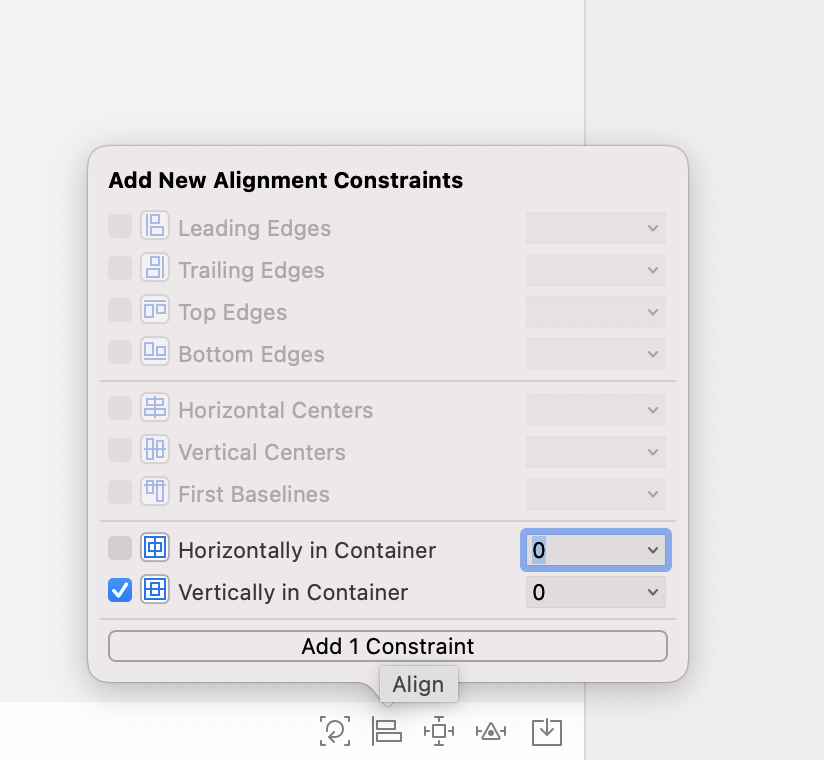 Add New Alignment Constraints
Leading Edges
Trailing Edges
Top Edges
Bottom Edges
Horizontal Centers
Vertical Centers
First Baselines
Horizontally in Container 0
Vertically in Container 0
Add 1 Constraint
Align